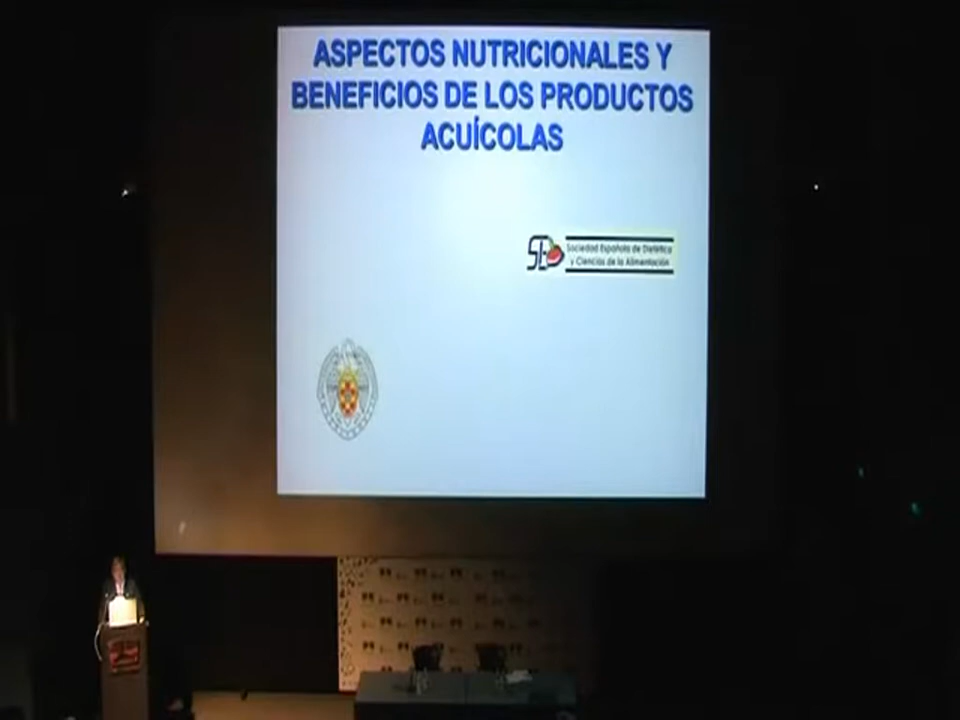 ASPECTOS NUTRICIONALES Y
BENEFICIOS DE LOS PRODUCTOS
ACUÍCOLAS
Sociedad Española de Dietética
y Ciencias de la Alimentación